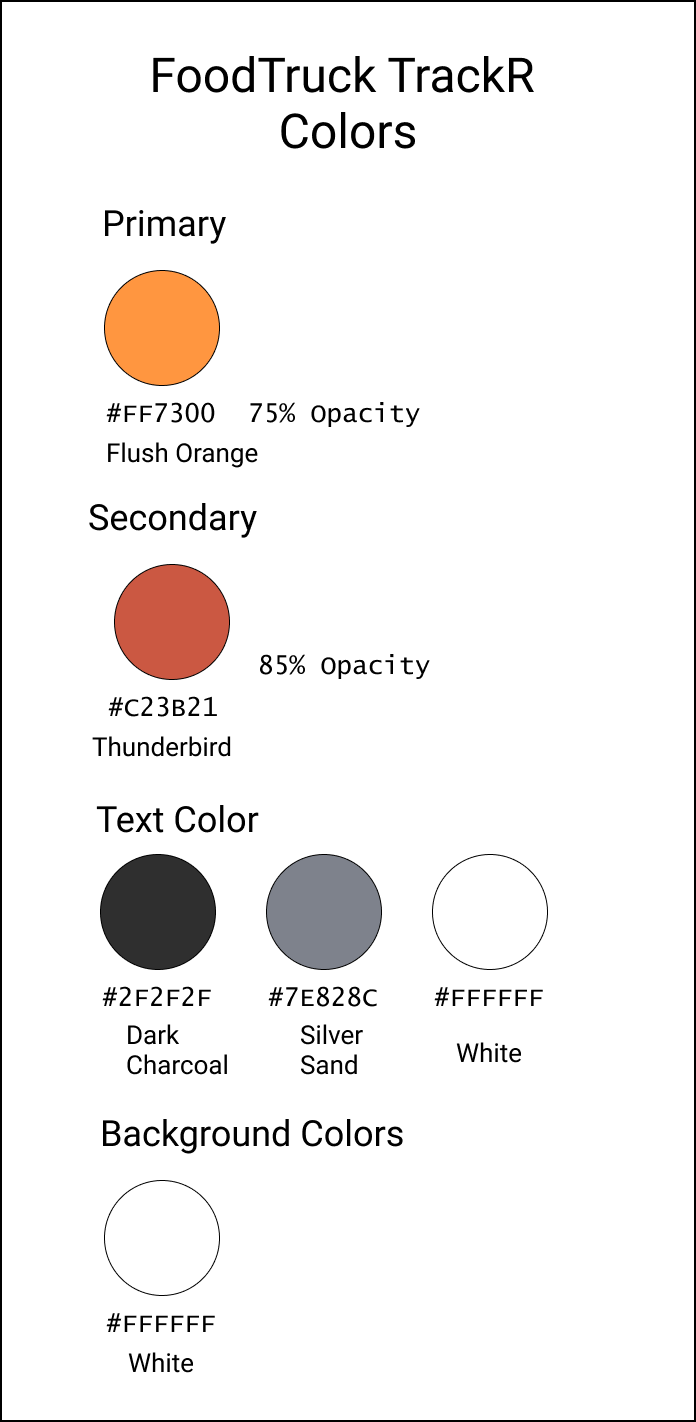 FoodTruck TrackR
Colors
Primary
#FF7300 75% Opacity
Flush Orange
Secondary
85% Opacity
#C23B21
Thunderbird
Text Color
#2F2F2F #7E828C #FFFFFF
Dark Charcoal
Silver Sand
White
Background Colors
#FFFFFF
White